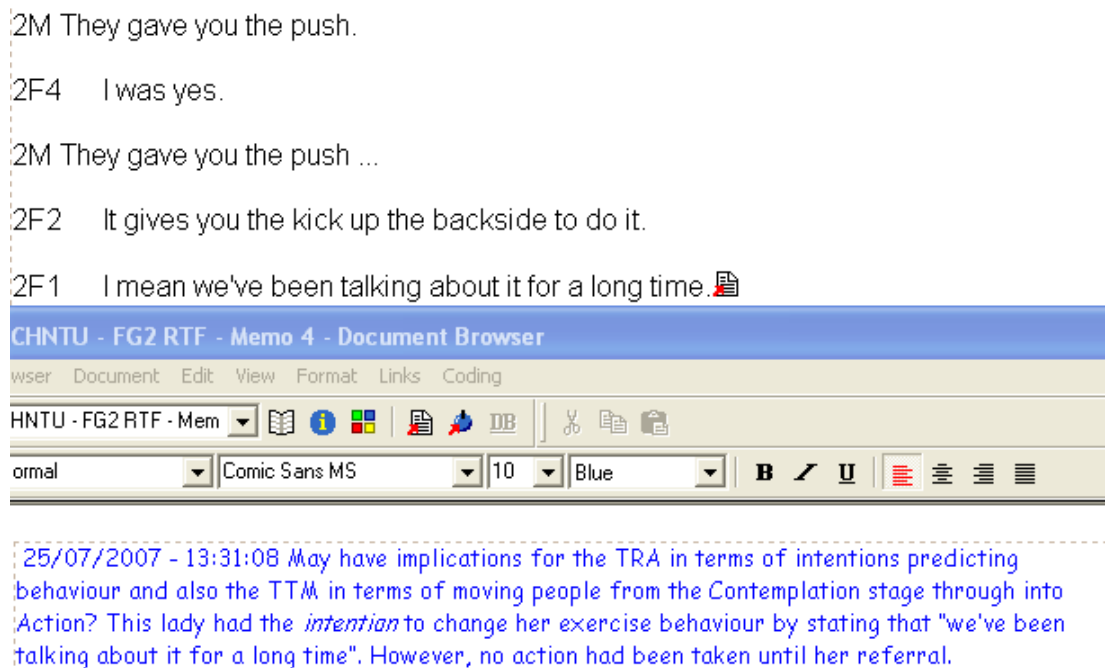 2M They gave you the push.
2F4 I was yes.
2M They gave you the push ...
2F2 It gives you the kick up the backside to do it.
2F1 I mean we've been talking about it for a long time.
CHNTU - FG2 RTF - Memo 4 - Document Browser
wser Document Edit View Format Links Coding
HNTU - FG2 RTF - Mem DB
ormal Comic Sans MS 10 Blue B I U
25/07/2007 - 13:31:08 May have implications for the TRA in terms of intentions predicting
behaviour and also the TTM in terms of moving people from the Contemplation stage through into
Action? This lady had the intention to change her exercise behaviour by stating that "we've been
talking about it for a long time". However, no action had been taken until her referral.